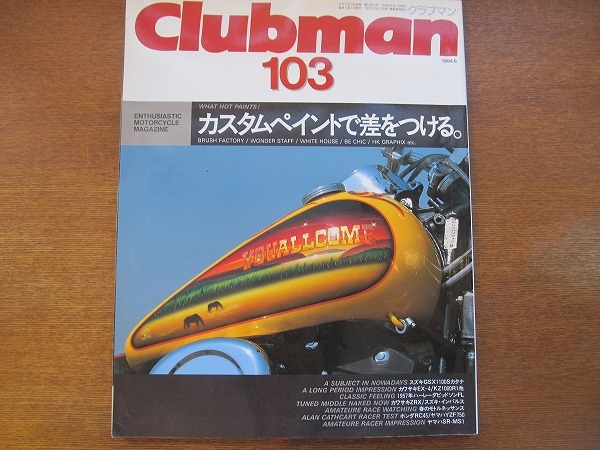 クラブマン
Clubman
103
1994.6
ENTHUSIASTIC
MOTORCYCLE
MAGAZINE
WHAT HOT PAINTS!
カスタムペイントで差をつける。
BRUSH FACTORY / WONDER STAFF / WHITE HOUSE / BE CHIC / HK GRAPHIX etc.
YOUALLCOME
A SUBJECT IN NOWADAYS スズキGSX1100Sカタナ
A LONG PERIOD IMPRESSION カワサキEX-4/KZ1000R1他
CLASSIC FEELING 1957年ハーレーダビッドソンFL
TUNED MIDDLE NAKED NOW カワサキZRX/スズキ・インパルス
AMATEURE RACE WATCHING 春のモトルネッサンス
ALAN CATHCART RACER TEST ホンダRC45/ヤマハYZF750
AMATEURE RACER IMPRESSION ヤマハSR-MS1